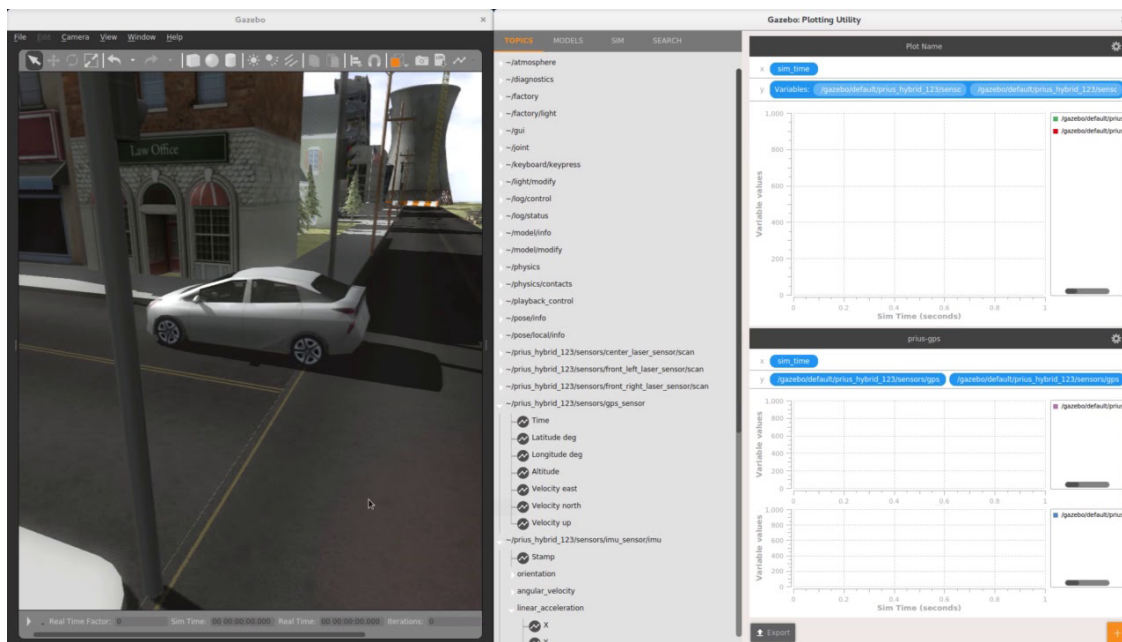 Gazebo
×
File Edit Camera View Window Help
Law Office
Real Time Factor: 0 Sim Time: 00 00:00:00.000 Real Time: 00 00:00:00.000 Iterations: 0
Gazebo: Plotting Utility
TOPICS MODELS SIM SEARCH
~/atmosphere
~/diagnostics
~/factory
~/factory/light
~/gui
~/joint
~/keyboard/keypress
~/light/modify
~/log/control
~/log/status
~/model/info
~/model/modify
~/physics
~/physics/contacts
~/playback_control
~/pose/info
~/pose/local/info
~/prius_hybrid_123/sensors/center_laser_sensor/scan
~/prius_hybrid_123/sensors/front_left_laser_sensor/scan
~/prius_hybrid_123/sensors/front_right_laser_sensor/scan
~/prius_hybrid_123/sensors/gps_sensor
Time
Latitude deg
Longitude deg
Altitude
Velocity east
Velocity north
Velocity up
~/prius_hybrid_123/sensors/imu_sensor/imu
Stamp
orientation
angular_velocity
linear_acceleration
X
Plot Name
x sim_time
y Variables: /gazebo/default/prius_hybrid_123/sensc /gazebo/default/prius_hybrid_123/sensc
1,000
800
600
400
200
0
Variable values
0 0.2 0.4 0.6 0.8 1
Sim Time (seconds)
/gazebo/default/prius
/gazebo/default/prius
prius-gps
x sim_time
y /gazebo/default/prius_hybrid_123/sensors/gps /gazebo/default/prius_hybrid_123/sensors/gps
1,000
800
600
400
200
0
Variable values
0 0.2 0.4 0.6 0.8 1
/gazebo/default/prius
1,000
800
600
400
200
0
Variable values
0 0.2 0.4 0.6 0.8 1
Sim Time (seconds)
/gazebo/default/prius
Export
+